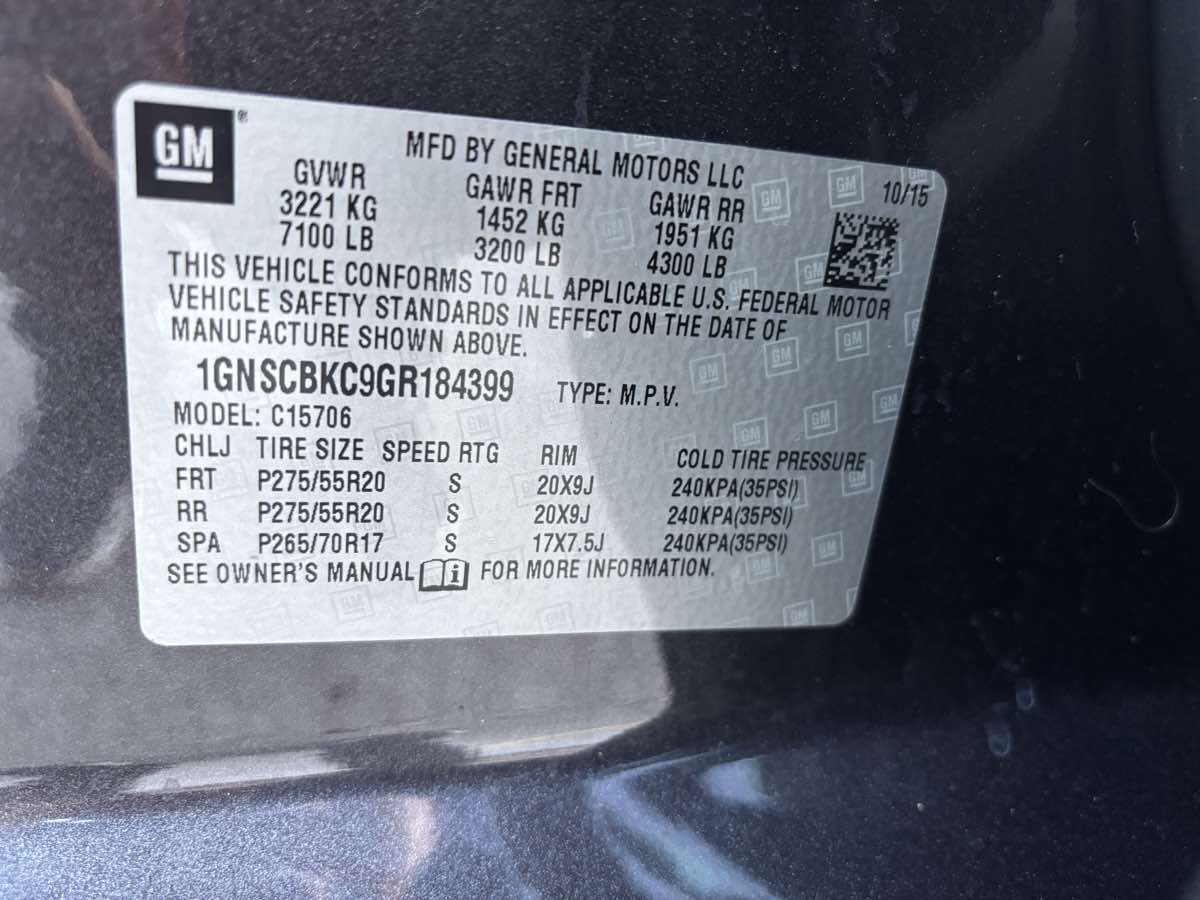 GM®
MFD BY GENERAL MOTORS LLC
10/15
GVWR GAWR FRT GAWR RR
3221 KG 1452 KG 1951 KG
7100 LB 3200 LB 4300 LB
THIS VEHICLE CONFORMS TO ALL APPLICABLE U.S. FEDERAL MOTOR
VEHICLE SAFETY STANDARDS IN EFFECT ON THE DATE OF
MANUFACTURE SHOWN ABOVE.
1GNSCBKC9GR184399 TYPE: M.P.V.
MODEL: C15706
CHLJ TIRE SIZE SPEED RTG RIM COLD TIRE PRESSURE
FRT P275/55R20 S 20X9J 240KPA(35PSI)
RR P275/55R20 S 20X9J 240KPA(35PSI)
SPA P265/70R17 S 17X7.5J 240KPA(35PSI)
SEE OWNER'S MANUAL i FOR MORE INFORMATION.